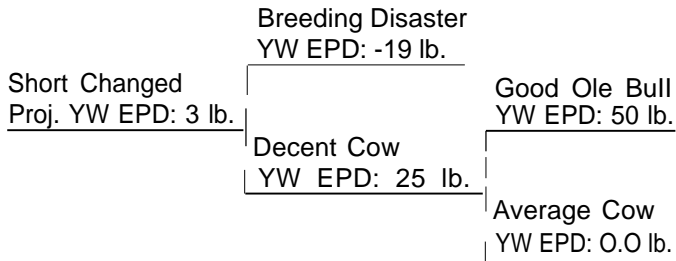 Breeding Disaster
YW EPD: -19 lb.
Short Changed
Proj. YW EPD: 3 lb.
Good Ole Bull
YW EPD: 50 lb.
Decent Cow
YW EPD: 25 lb.
Average Cow
YW EPD: O.O lb.